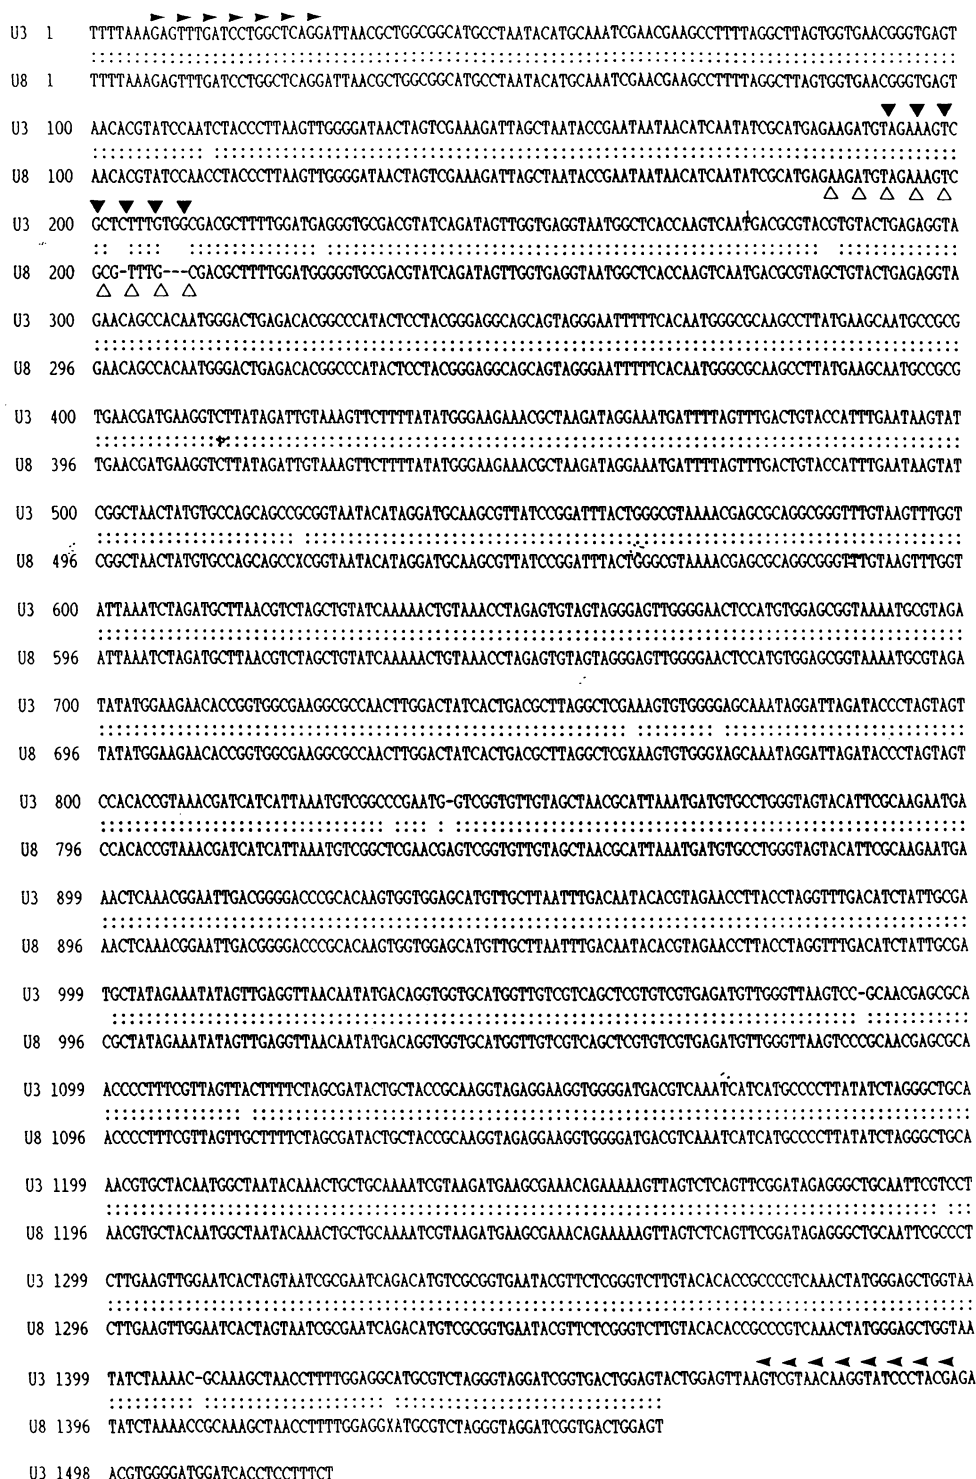 U3 1 TTTTAAAGAGTTTGATCCTGGCTCAGGATTAACGCTGGCGGCATGCCTAATACATGCAAATCGAACGAAGCCTTTTAGGCTTAGTGGTGAACGGGTGAGT
U8 1 TTTTAAAGAGTTTGATCCTGGCTCAGGATTAACGCTGGCGGCATGCCTAATACATGCAAATCGAACGAAGCCTTTTAGGCTTAGTGGTGAACGGGTGAGT
U3 100 AACACGTATCCAATCTACCCTTAAGTTGGGGATAACTAGTCGAAAGATTAGCTAATACCGAATAATAACATCAATATCGCATGAGAAGATGTAGAAAGTC
U8 100 AACACGTATCCAACCTACCCTTAAGTTGGGGATAACTAGTCGAAAGATTAGCTAATACCGAATAATAACATCAATATCGCATGAGAAGATGTAGAAAGTC
U3 200 GCTCTTTGTGGCGACGCTTTTGGATGAGGGTGCGACGTATCAGATAGTTGGTGAGGTAATGGCTCACCAAGTCAATGACGCGTACGTGTACTGAGAGGTA
U8 200 GCG-TTTG---CGACGCTTTTGGATGGGGGTGCGACGTATCAGATAGTTGGTGAGGTAATGGCTCACCAAGTCAATGACGCGTAGCTGTACTGAGAGGTA
U3 300 GAACAGCCACAATGGGACTGAGACACGGCCCATACTCCTACGGGAGGCAGCAGTAGGGAATTTTTCACAATGGGCGCAAGCCTTATGAAGCAATGCCGCG
U8 296 GAACAGCCACAATGGGACTGAGACACGGCCCATACTCCTACGGGAGGCAGCAGTAGGGAATTTTTCACAATGGGCGCAAGCCTTATGAAGCAATGCCGCG
U3 400 TGAACGATGAAGGTCTTATAGATTGTAAAGTTCTTTTATATGGGAAGAAACGCTAAGATAGGAAATGATTTTAGTTTGACTGTACCATTTGAATAAGTAT
U8 396 TGAACGATGAAGGTCTTATAGATTGTAAAGTTCTTTTATATGGGAAGAAACGCTAAGATAGGAAATGATTTTAGTTTGACTGTACCATTTGAATAAGTAT
U3 500 CGGCTAACTATGTGCCAGCAGCCGCGGTAATACATAGGATGCAAGCGTTATCCGGATTTACTGGGCGTAAAACGAGCGCAGGCGGGTTTGTAAGTTTGGT
U8 496 CGGCTAACTATGTGCCAGCAGCCXCGGTAATACATAGGATGCAAGCGTTATCCGGATTTACTGGGCGTAAAACGAGCGCAGGCGGGTTTGTAAGTTTGGT
U3 600 ATTAAATCTAGATGCTTAACGTCTAGCTGTATCAAAAACTGTAAACCTAGAGTGTAGTAGGGAGTTGGGGAACTCCATGTGGAGCGGTAAAATGCGTAGA
U8 596 ATTAAATCTAGATGCTTAACGTCTAGCTGTATCAAAAACTGTAAACCTAGAGTGTAGTAGGGAGTTGGGGAACTCCATGTGGAGCGGTAAAATGCGTAGA
U3 700 TATATGGAAGAACACCGGTGGCGAAGGCGCCAACTTGGACTATCACTGACGCTTAGGCTCGAAAGTGTGGGGAGCAAATAGGATTAGATACCCTAGTAGT
U8 696 TATATGGAAGAACACCGGTGGCGAAGGCGCCAACTTGGACTATCACTGACGCTTAGGCTCGXAAGTGTGGGXAGCAAATAGGATTAGATACCCTAGTAGT
U3 800 CCACACCGTAAACGATCATCATTAAATGTCGGCCCGAATG-GTCGGTGTTGTAGCTAACGCATTAAATGATGTGCCTGGGTAGTACATTCGCAAGAATGA
U8 796 CCACACCGTAAACGATCATCATTAAATGTCGGCTCGAACGAGTCGGTGTTGTAGCTAACGCATTAAATGATGTGCCTGGGTAGTACATTCGCAAGAATGA
U3 899 AACTCAAACGGAATTGACGGGGACCCGCACAAGTGGTGGAGCATGTTGCTTAATTTGACAATACACGTAGAACCTTACCTAGGTTTGACATCTATTGCGA
U8 896 AACTCAAACGGAATTGACGGGGACCCGCACAAGTGGTGGAGCATGTTGCTTAATTTGACAATACACGTAGAACCTTACCTAGGTTTGACATCTATTGCGA
U3 999 TGCTATAGAAATATAGTTGAGGTTAACAATATGACAGGTGGTGCATGGTTGTCGTCAGCTCGTGTCGTGAGATGTTGGGTTAAGTCC-GCAACGAGCGCA
U8 996 CGCTATAGAAATATAGTTGAGGTTAACAATATGACAGGTGGTGCATGGTTGTCGTCAGCTCGTGTCGTGAGATGTTGGGTTAAGTCCCGCAACGAGCGCA
U3 1099 ACCCCTTTCGTTAGTTACTTTTCTAGCGATACTGCTACCGCAAGGTAGAGGAAGGTGGGGATGACGTCAAATCATCATGCCCCTTATATCTAGGGCTGCA
U8 1096 ACCCCTTTCGTTAGTTGCTTTTCTAGCGATACTGCTACCGCAAGGTAGAGGAAGGTGGGGATGACGTCAAATCATCATGCCCCTTATATCTAGGGCTGCA
U3 1199 AACGTGCTACAATGGCTAATACAAACTGCTGCAAAATCGTAAGATGAAGCGAAACAGAAAAAGTTAGTCTCAGTTCGGATAGAGGGCTGCAATTCGTCCT
U8 1196 AACGTGCTACAATGGCTAATACAAACTGCTGCAAAATCGTAAGATGAAGCGAAACAGAAAAAGTTAGTCTCAGTTCGGATAGAGGGCTGCAATTCGCCCT
U3 1299 CTTGAAGTTGGAATCACTAGTAATCGCGAATCAGACATGTCGCGGTGAATACGTTCTCGGGTCTTGTACACACCGCCCGTCAAACTATGGGAGCTGGTAA
U8 1296 CTTGAAGTTGGAATCACTAGTAATCGCGAATCAGACATGTCGCGGTGAATACGTTCTCGGGTCTTGTACACACCGCCCGTCAAACTATGGGAGCTGGTAA
U3 1399 TATCTAAAAC-GCAAAGCTAACCTTTTGGAGGCATGCGTCTAGGGTAGGATCGGTGACTGGAGTACTGGAGTTAAGTCGTAACAAGGTATCCCTACGAGA
U8 1396 TATCTAAAACCGCAAAGCTAACCTTTTGGAGGXATGCGTCTAGGGTAGGATCGGTGACTGGAGT
U3 1498 ACGTGGGGATGGATCACCTCCTTTCT